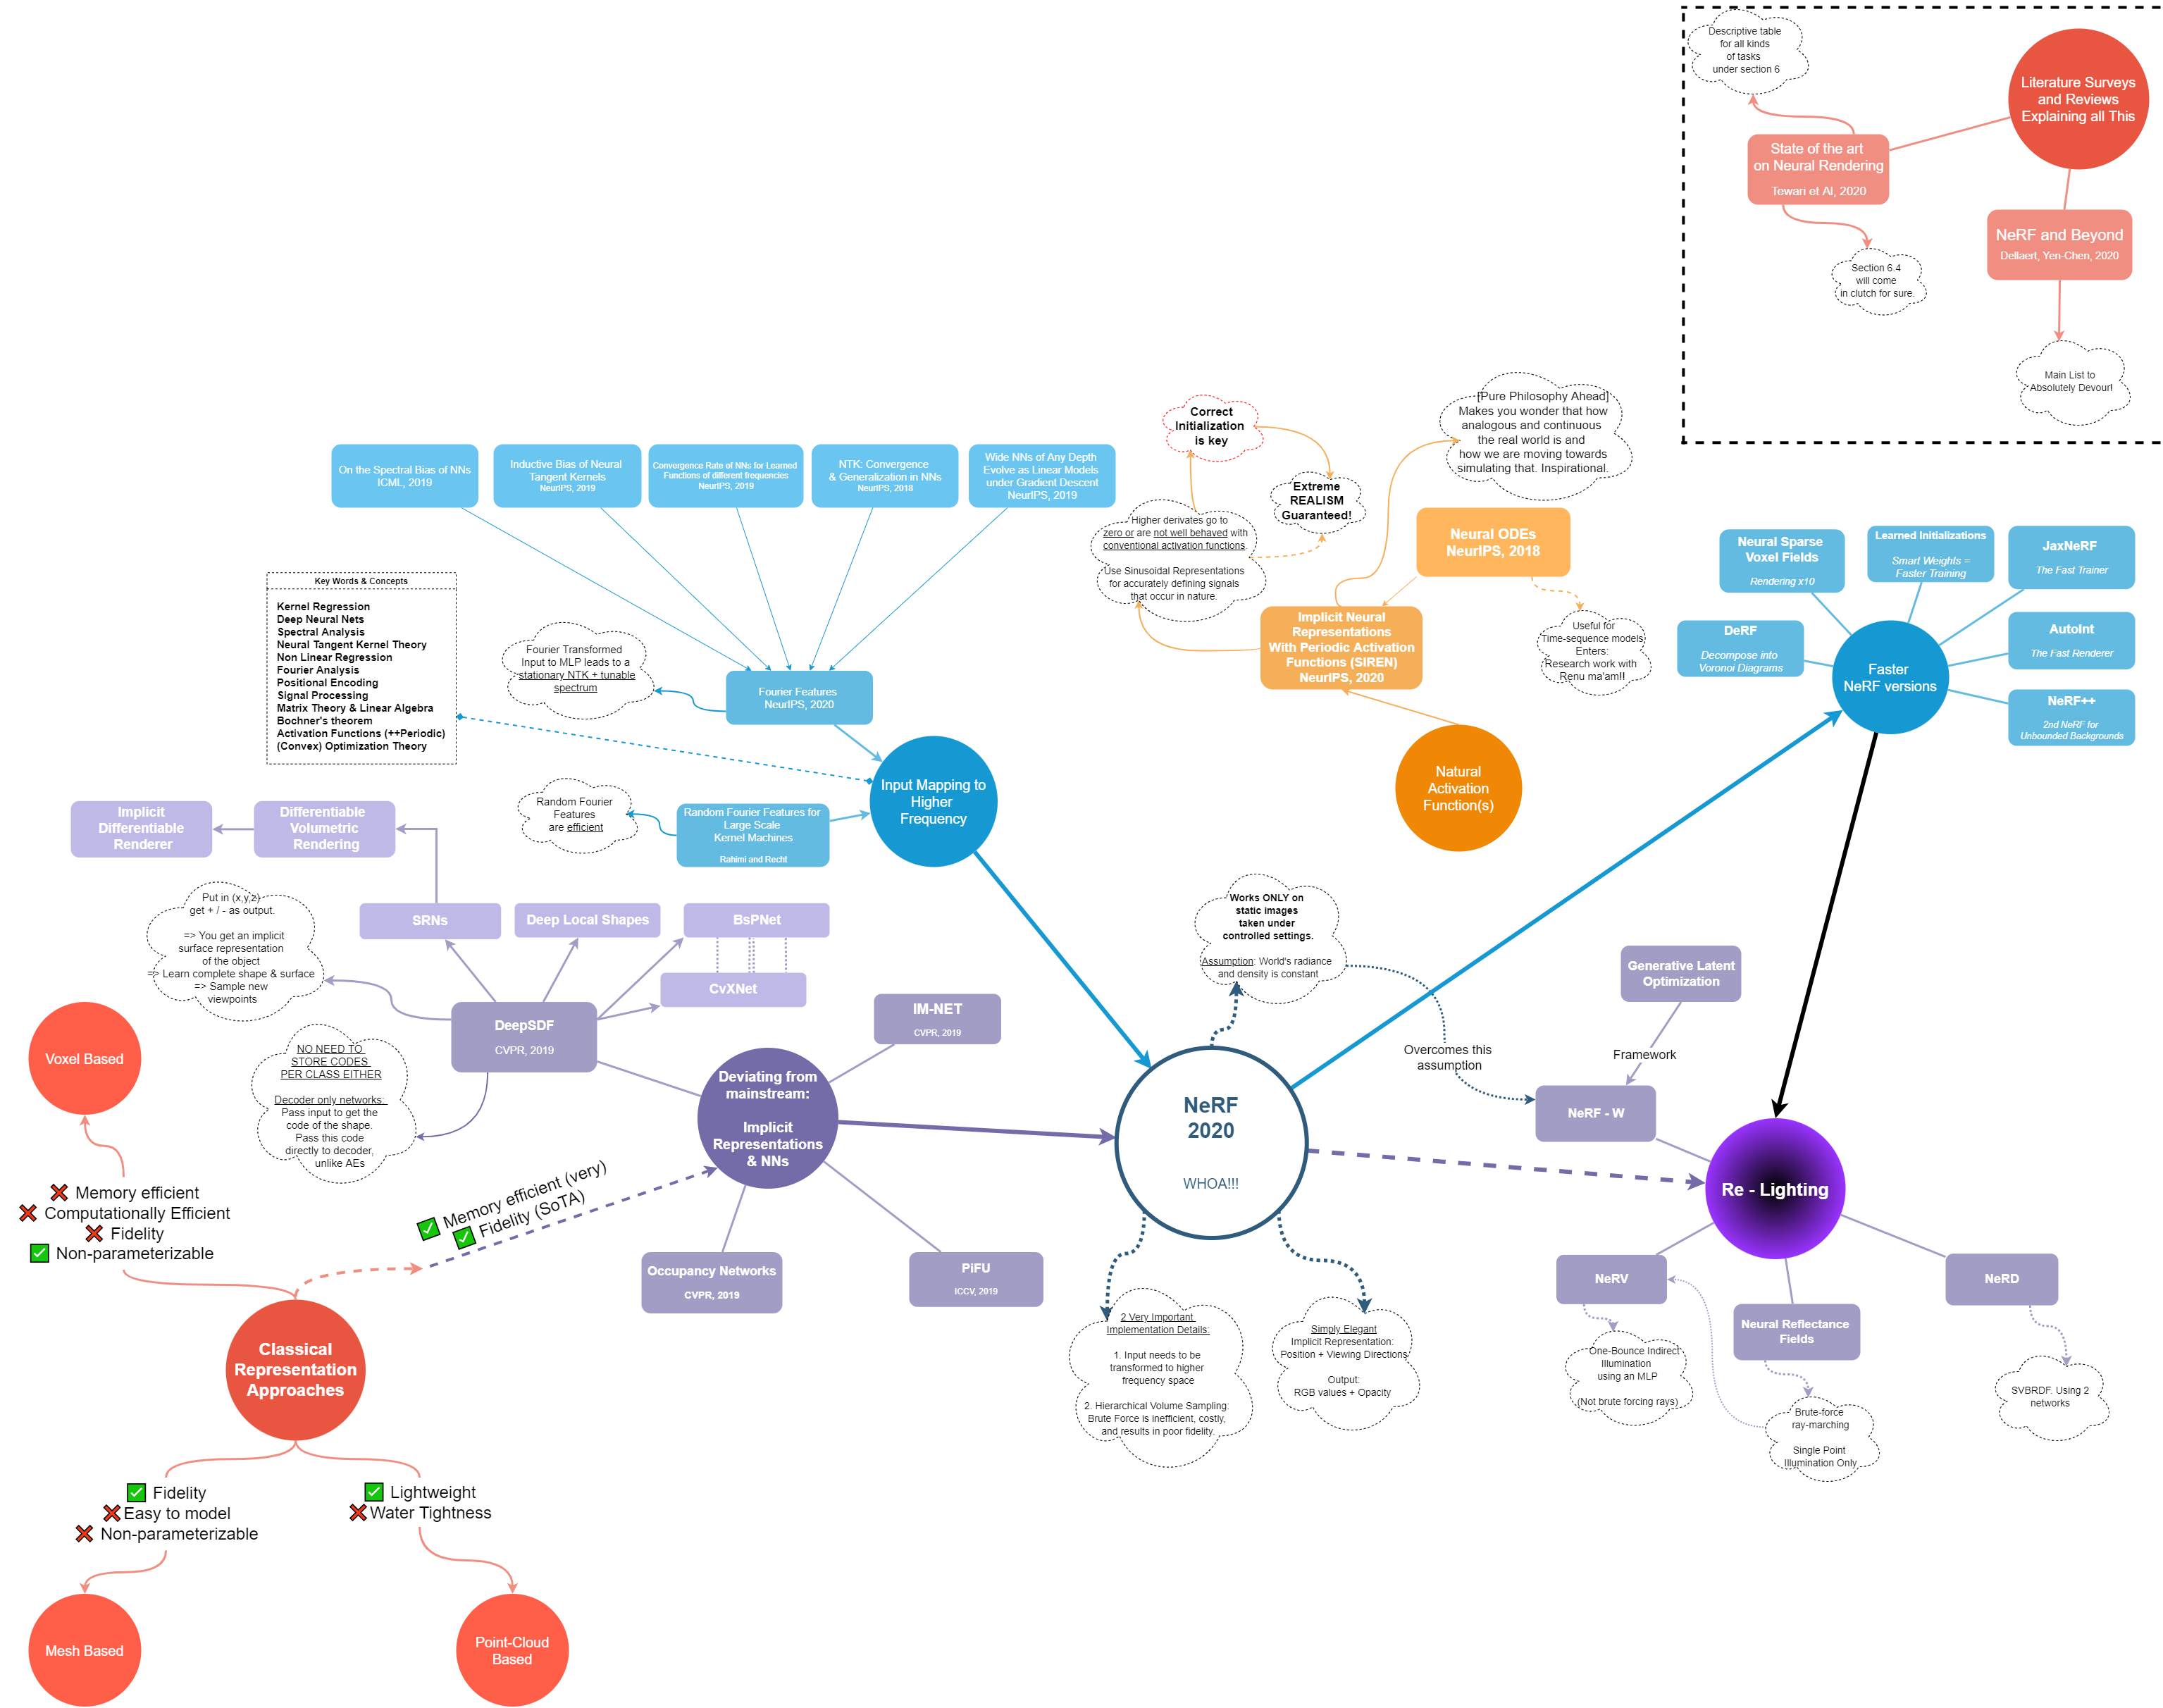 Descriptive table
for all kinds
of tasks
under section 6
Literature Surveys
and Reviews
Explaining all This
State of the art
on Neural Rendering
Tewari et Al, 2020
NeRF and Beyond
Dellaert, Yen-Chen, 2020
Section 6.4
will come
in clutch for sure.
Main List to
Absolutely Devour!
On the Spectral Bias of NNs
ICML, 2019
Inductive Bias of Neural
Tangent Kernels
NeurIPS, 2019
Convergence Rate of NNs for Learned
Functions of different frequencies
NeurIPS, 2019
NTK: Convergence
& Generalization in NNs
NeurIPS, 2018
Wide NNs of Any Depth
Evolve as Linear Models
under Gradient Descent
NeurIPS, 2019
Key Words & Concepts
Kernel Regression
Deep Neural Nets
Spectral Analysis
Neural Tangent Kernel Theory
Non Linear Regression
Fourier Analysis
Positional Encoding
Signal Processing
Matrix Theory & Linear Algebra
Bochner's theorem
Activation Functions (++Periodic)
(Convex) Optimization Theory
Fourier Transformed
Input to MLP leads to a
stationary NTK + tunable
spectrum
Fourier Features
NeurIPS, 2020
Random Fourier
Features
are efficient
Random Fourier Features for
Large Scale
Kernel Machines
Rahimi and Recht
Input Mapping to
Higher
Frequency
Correct
Initialization
is key
Extreme
REALISM
Guaranteed!
Higher derivates go to
zero or are not well behaved with
conventional activation functions
Use Sinusoidal Representations
for accurately defining signals
that occur in nature.
[Pure Philosophy Ahead]
Makes you wonder that how
analogous and continuous
the real world is and
how we are moving towards
simulating that. Inspirational.
Neural ODEs
NeurIPS, 2018
Implicit Neural
Representations
With Periodic Activation
Functions (SIREN)
NeurIPS, 2020
Useful for
Time-sequence models
Enters:
Research work with
Renu ma'am!!
Natural
Activation
Function(s)
Neural Sparse
Voxel Fields
Rendering x10
Learned Initializations
Smart Weights =
Faster Training
JaxNeRF
The Fast Trainer
DeRF
Decompose into
Voronoi Diagrams
AutoInt
The Fast Renderer
NeRF++
2nd NeRF for
Unbounded Backgrounds
Faster
NeRF versions
Implicit
Differentiable
Renderer
Differentiable
Volumetric
Rendering
SRNs
Deep Local Shapes
BsPNet
CvXNet
Put in (x,y,z)
get + / - as output.
=> You get an implicit
surface representation
of the object
=> Learn complete shape & surface
=> Sample new
viewpoints
DeepSDF
CVPR, 2019
NO NEED TO
STORE CODES
PER CLASS EITHER
Decoder only networks:
Pass input to get the
code of the shape.
Pass this code
directly to decoder,
unlike AEs
IM-NET
CVPR, 2019
Deviating from
mainstream:
Implicit
Representations
& NNs
Occupancy Networks
CVPR, 2019
PiFU
ICCV, 2019
Memory efficient (very)
Fidelity (SoTA)
Works ONLY on
static images
taken under
controlled settings.
Assumption: World's radiance
and density is constant
Overcomes this
assumption
NeRF
2020
WHOA!!!
2 Very Important
Implementation Details:
1. Input needs to be
transformed to higher
frequency space
2. Hierarchical Volume Sampling:
Brute Force is inefficient, costly,
and results in poor fidelity.
Simply Elegant
Implicit Representation:
Position + Viewing Directions
Output:
RGB values + Opacity
Generative Latent
Optimization
Framework
NeRF - W
Re - Lighting
NeRV
Neural Reflectance
Fields
NeRD
One-Bounce Indirect
Illumination
using an MLP
(Not brute forcing rays)
Brute-force
ray-marching
Single Point
Illumination Only
SVBRDF. Using 2
networks
Voxel Based
❌ Memory efficient
❌ Computationally Efficient
❌ Fidelity
✅ Non-parameterizable
Classical
Representation
Approaches
✅ Fidelity
❌Easy to model
❌ Non-parameterizable
✅ Lightweight
❌Water Tightness
Mesh Based
Point-Cloud
Based